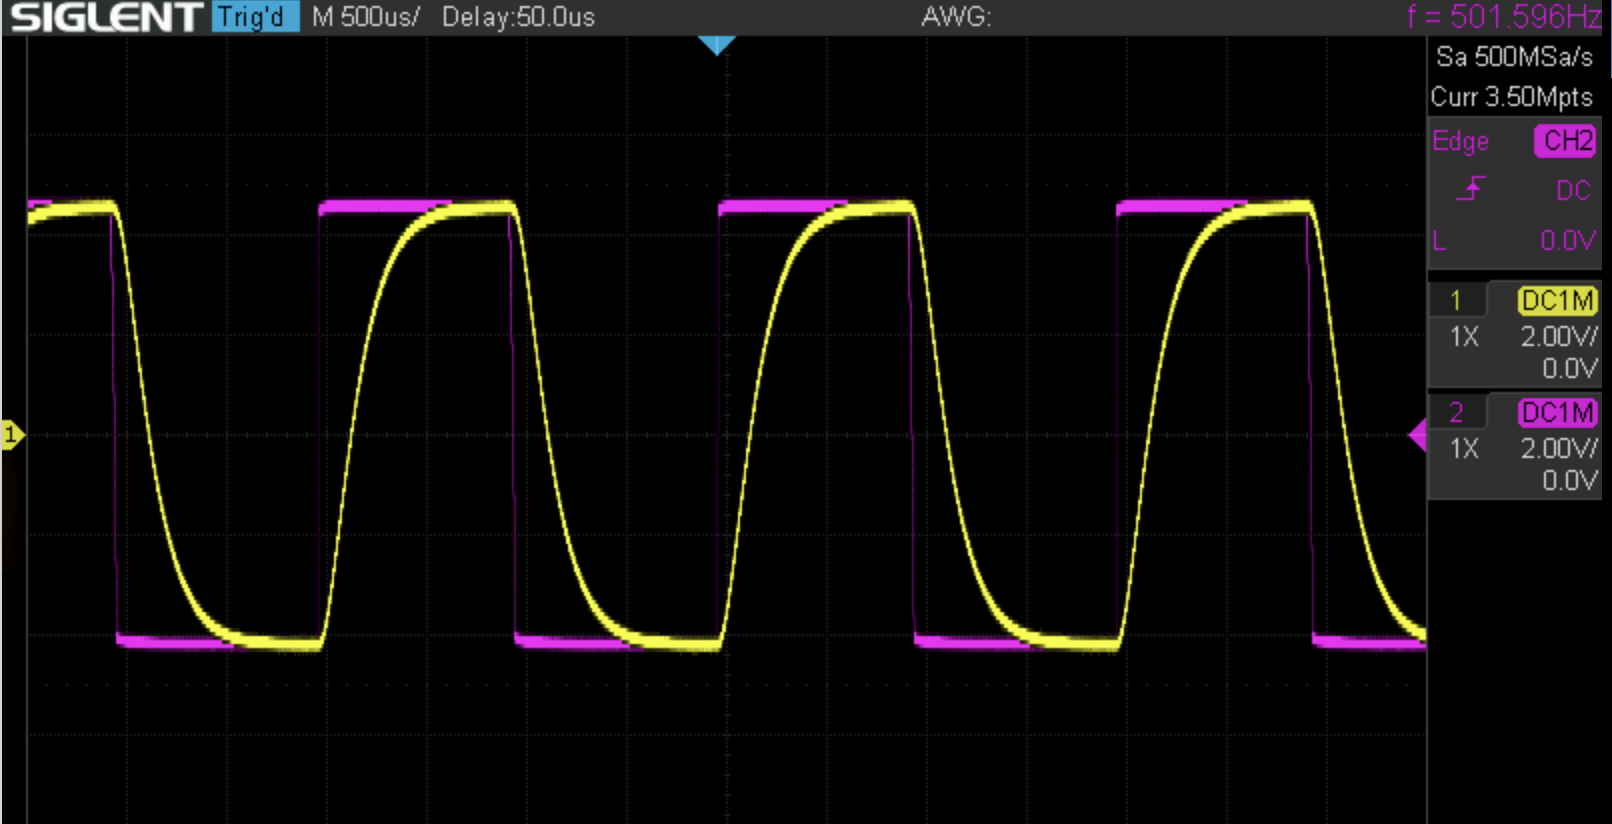 SIGLENT Trig'd M 500us/ Delay:50.0us AWG: f = 501.596Hz
Sa 500MSa/s
Curr 3.50Mpts
Edge CH2
DC
L 0.0V
1 DC1M
1X 2.00V/
0.0V
2 DC1M
1X 2.00V/
0.0V
1